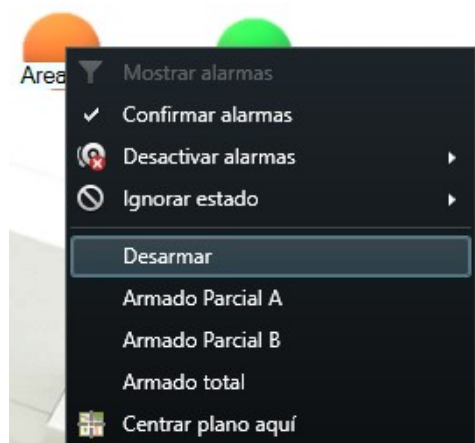 Area
Mostrar alarmas
Confirmar alarmas
Desactivar alarmas
Ignorar estado
Desarmar
Armado Parcial A
Armado Parcial B
Armado total
Centrar plano aquí